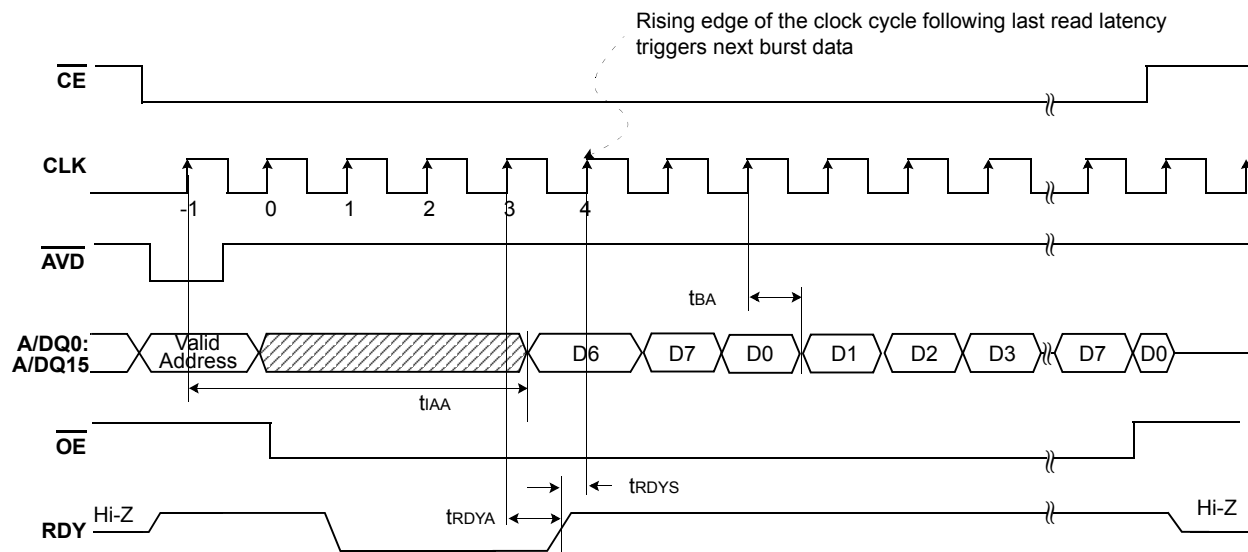 Rising edge of the clock cycle following last read latency
triggers next burst data
CE
CLK
-1 0 1 2 3 4
AVD
tBA
A/DQ0:
A/DQ15
Valid
Address
D6 D7 D0 D1 D2 D3 D7 D0
tIAA
OE
tRDYS
Hi-Z
RDY
tRDYA
Hi-Z